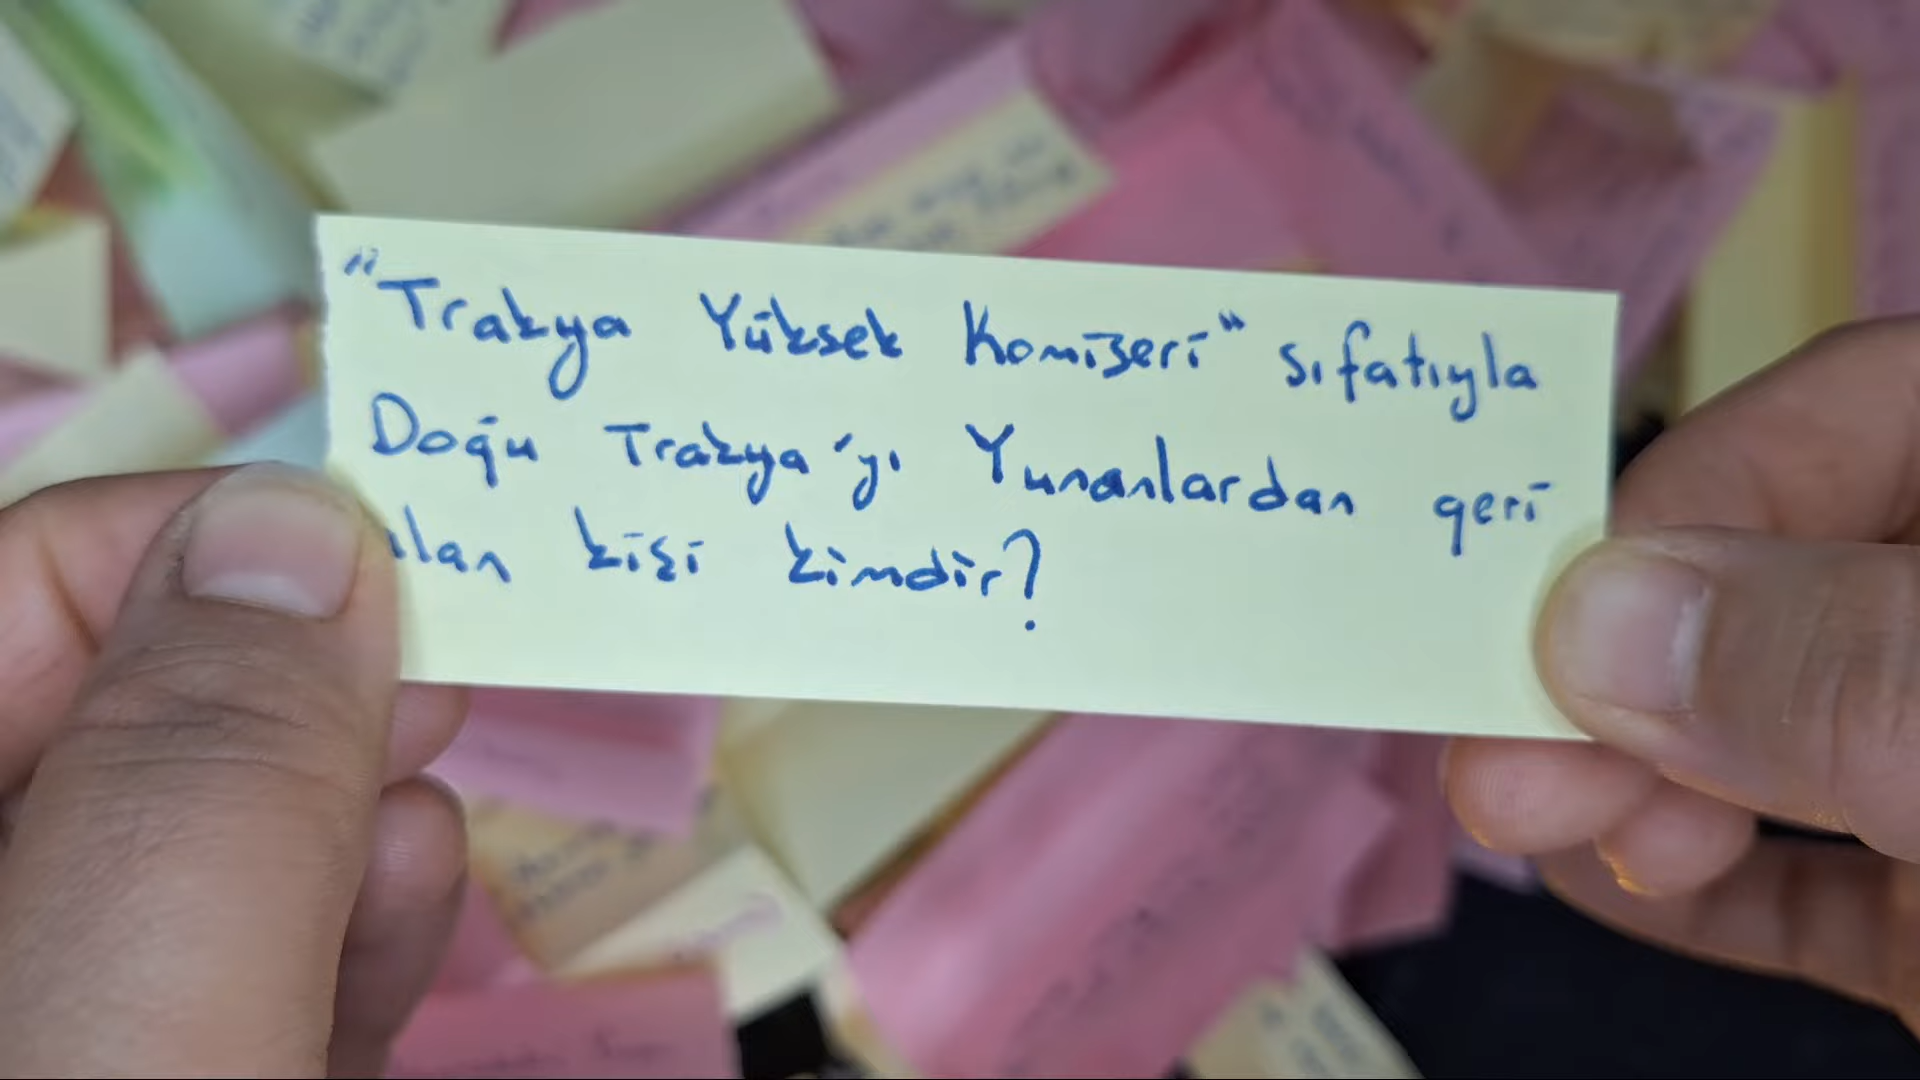 "Trakya Yüksek Komiseri" sıfatıyla
Doğu Trakya'yı Yunanlardan geri
alan kişi kimdir?